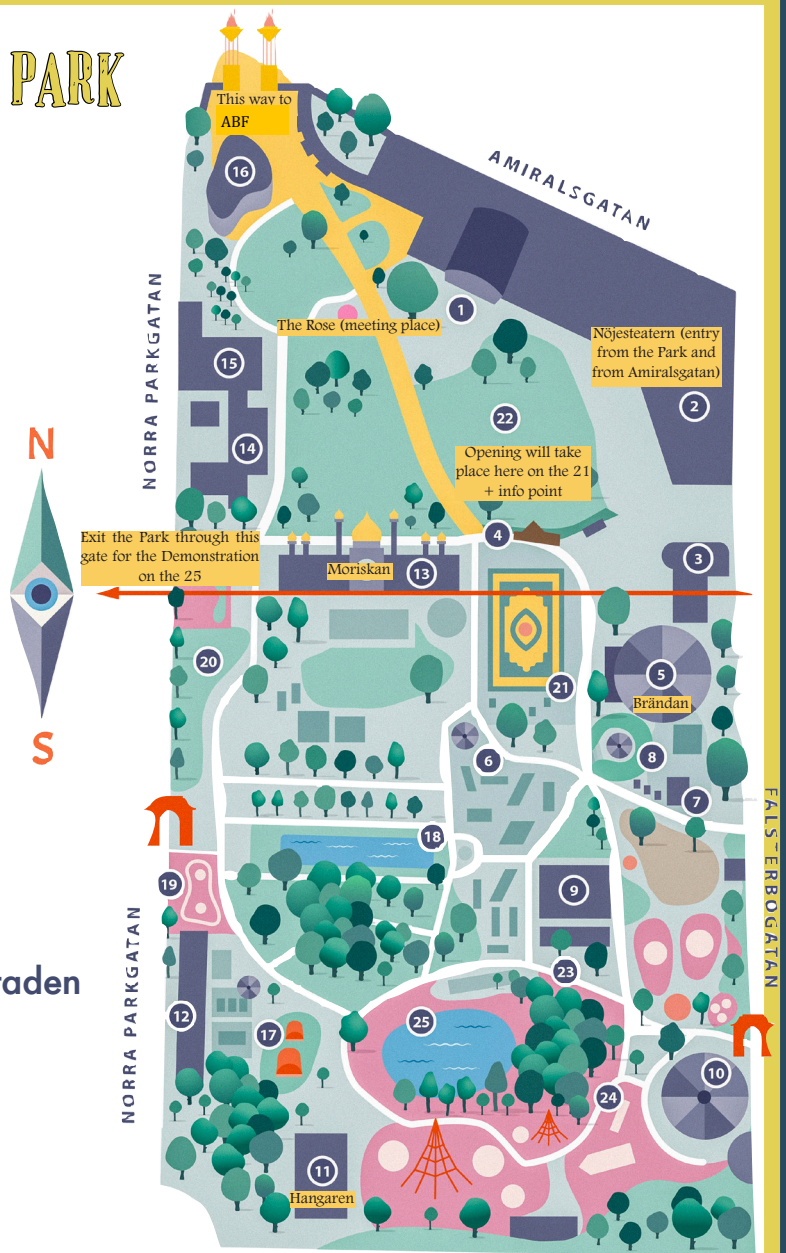 PARK
This way to
ABF
16
AMIRALSGATAN
NORRA PARKGATAN
1
The Rose (meeting place)
Nöjesteatern (entry
from the Park and
from Amiralsgatan)
15
2
22
14
N
Opening will take
place here on the 21
+ info point
Exit the Park through this
gate for the Demonstration
on the 25
4
3
Moriskan
13
20
5
21
Brändan
S
6
8
7
FALSTERBOGATAN
18
19
9
NORRA PARKGATAN
raden
23
12
25
17
10
24
11
Hangaren